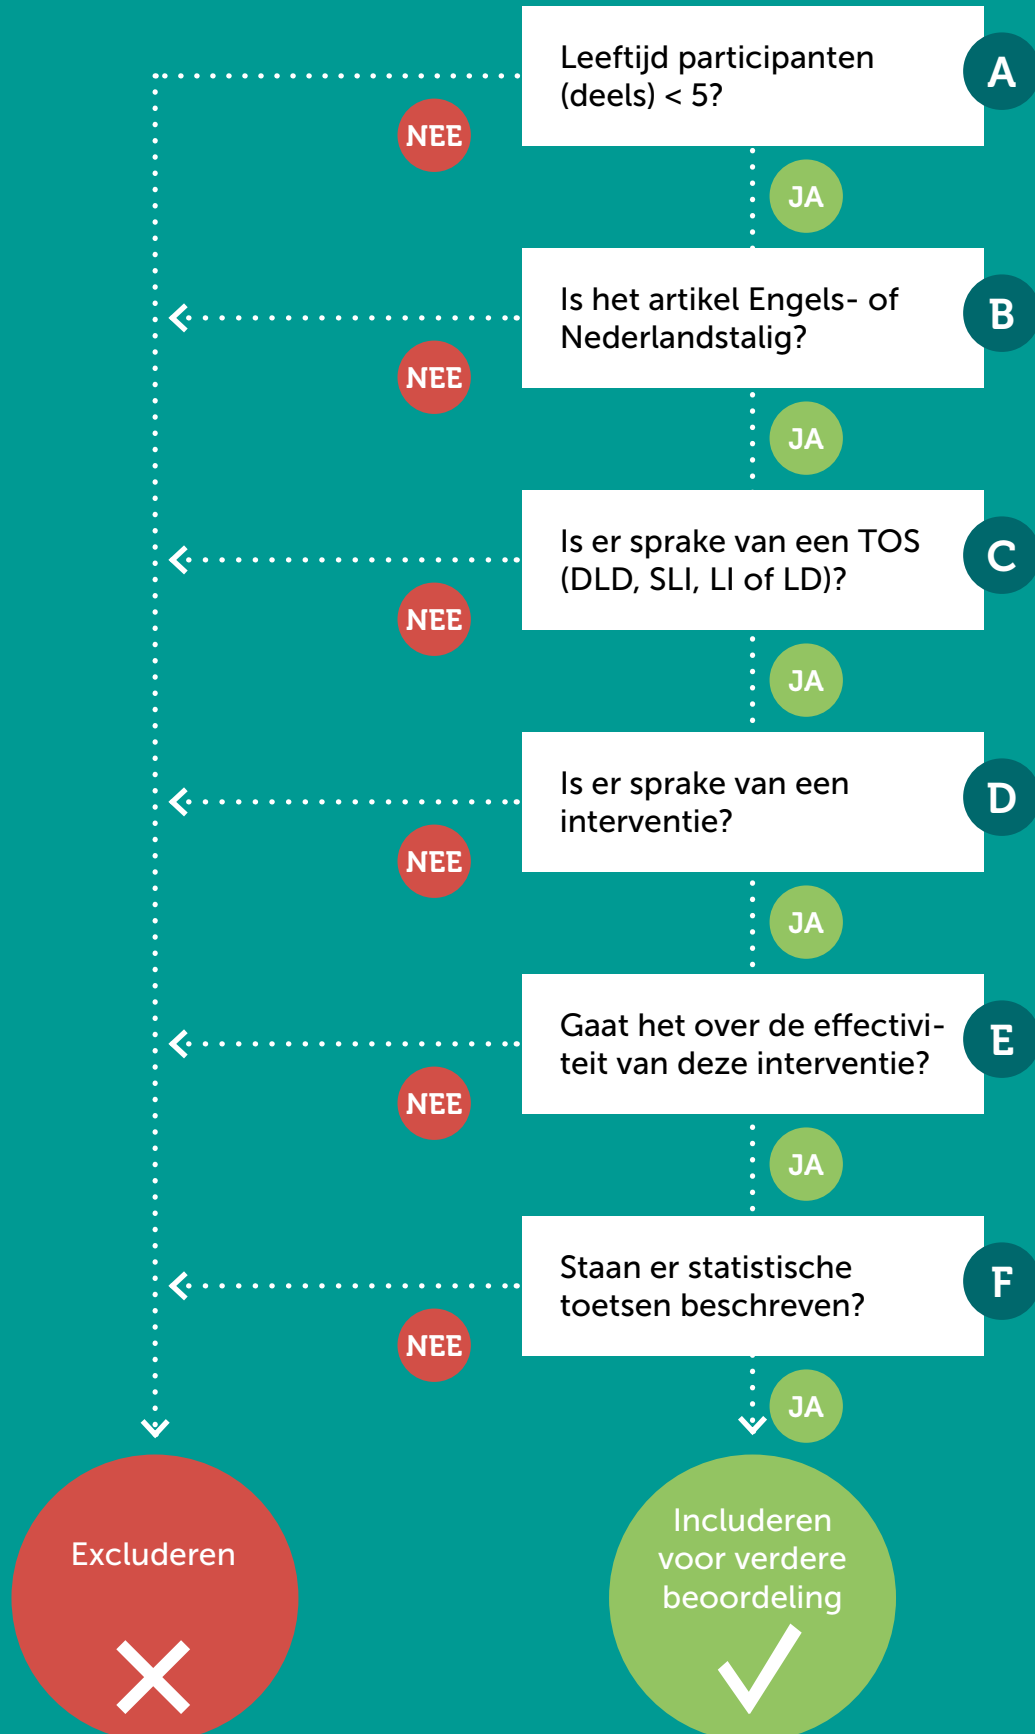 Leeftijd participanten
(deels) < 5?
A
NEE
JA
Is het artikel Engels- of
Nederlandstalig?
B
NEE
JA
Is er sprake van een TOS
(DLD, SLI, LI of LD)?
C
NEE
JA
Is er sprake van een
interventie?
D
NEE
JA
Gaat het over de effectivi-
teit van deze interventie?
E
NEE
JA
Staan er statistische
toetsen beschreven?
F
NEE
JA
Excluderen
Includeren
voor verdere
beoordeling